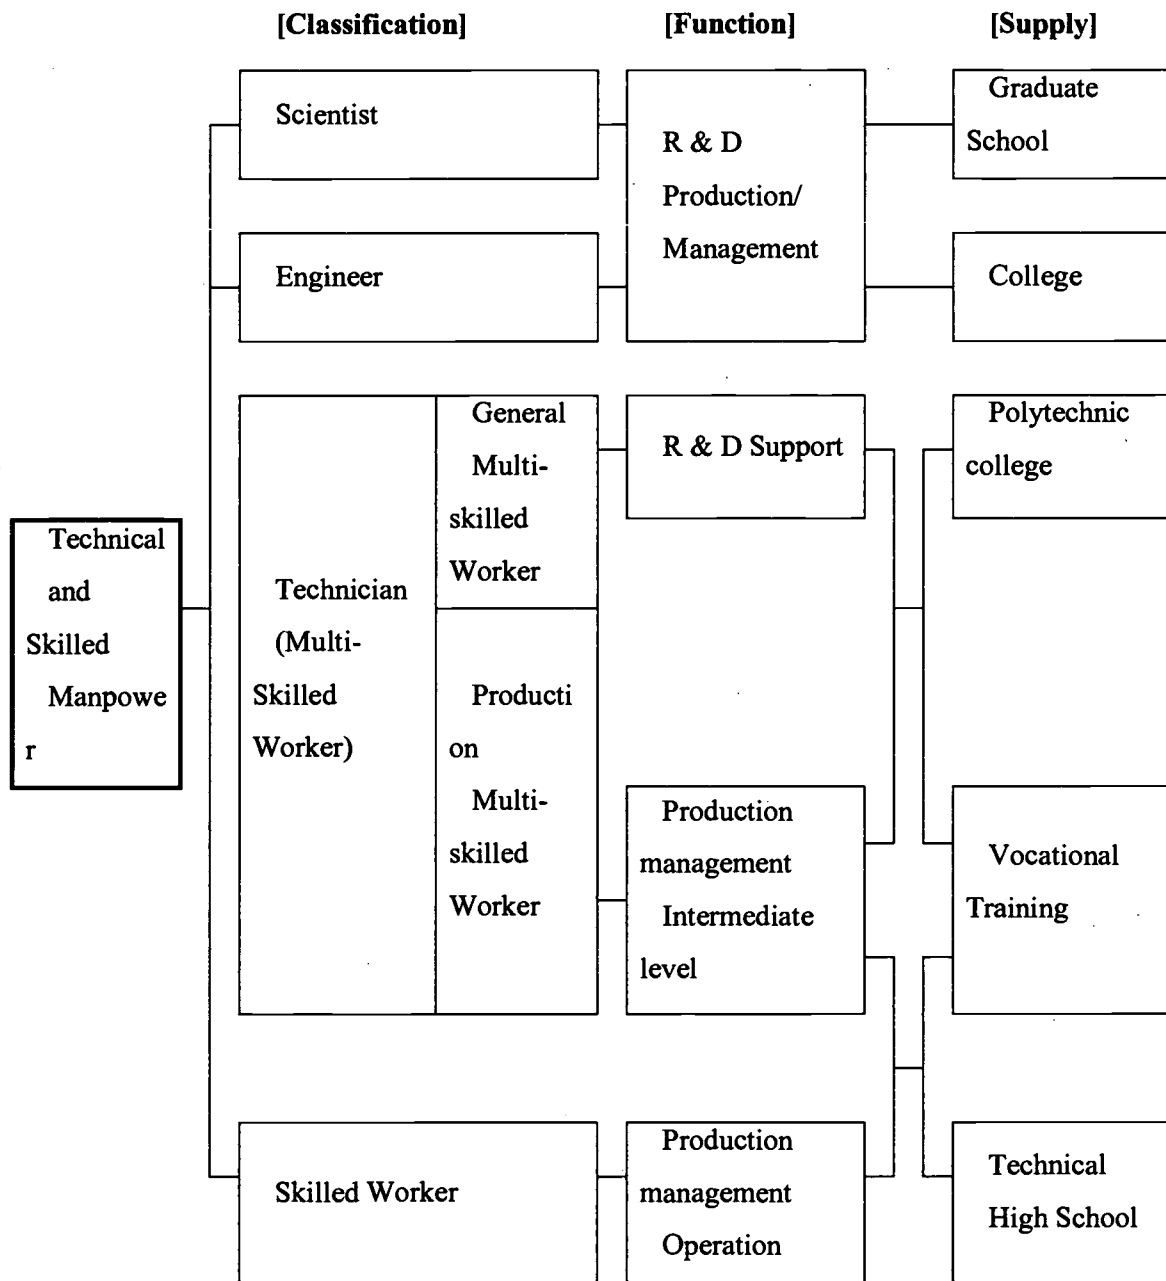 [Classification] [Function] [Supply]
Scientist
R & D
Production/
Management
Graduate
School
Engineer
College
Technical
and
Skilled
Manpowe
r
Technician
(Multi-
Skilled
Worker)
General
Multi-
skilled
Worker
R & D Support
Polytechnic
college
Producti
on
Multi-
skilled
Worker
Production
management
Intermediate
level
Vocational
Training
Skilled Worker
Production
management
Operation
Technical
High School